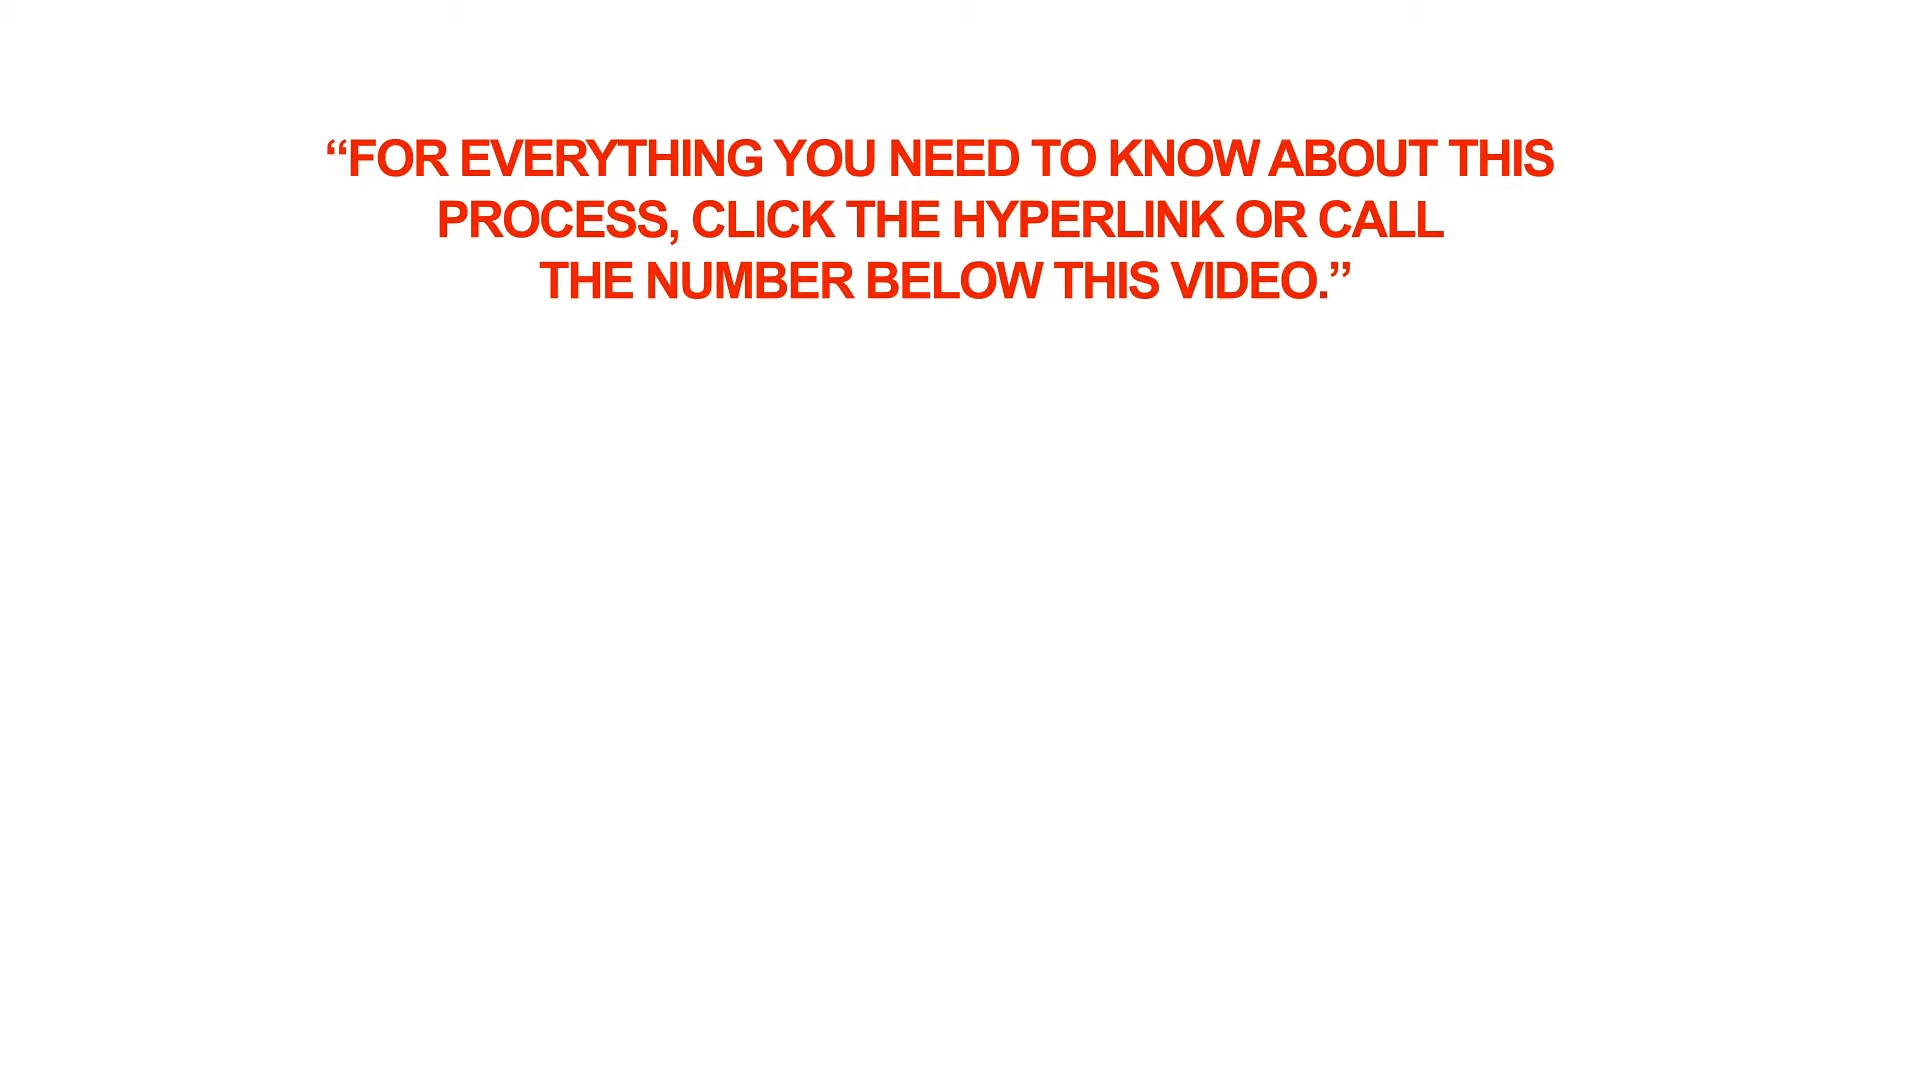 “FOR EVERYTHING YOU NEED TO KNOW ABOUT THIS
PROCESS, CLICK THE HYPERLINK OR CALL
THE NUMBER BELOW THIS VIDEO.”